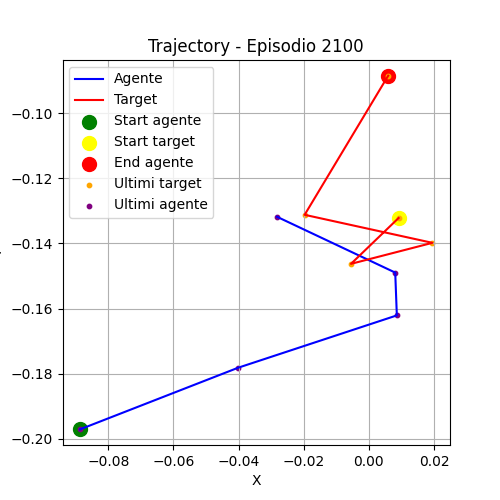 Trajectory - Episodio 2100
Agente
Target
Start agente
Start target
End agente
Ultimi target
Ultimi agente
−0.10
−0.12
−0.14
−0.16
−0.18
−0.20
−0.08
−0.06
−0.04
−0.02
0.00
0.02
X